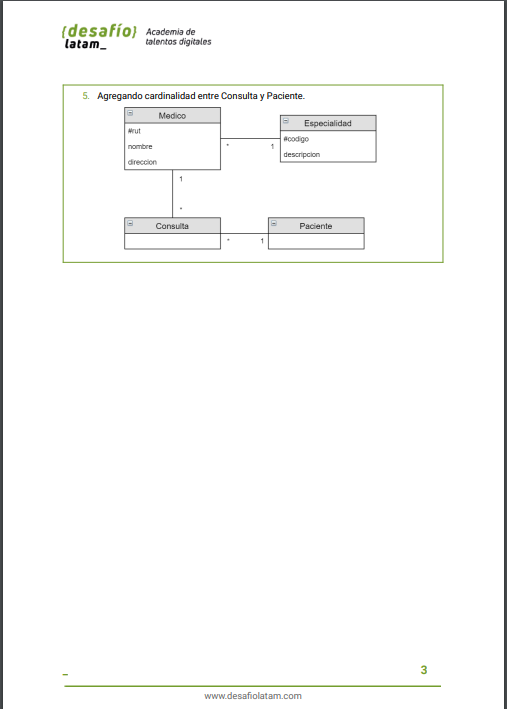 {desafío}
latam_
Academia de
talentos digitales
5. Agregando cardinalidad entre Consulta y Paciente.
Medico
#rut
nombre
direccion
* 1
Especialidad
#codigo
descripcion
1
*
Consulta
* 1
Paciente
_
3
www.desafiolatam.com